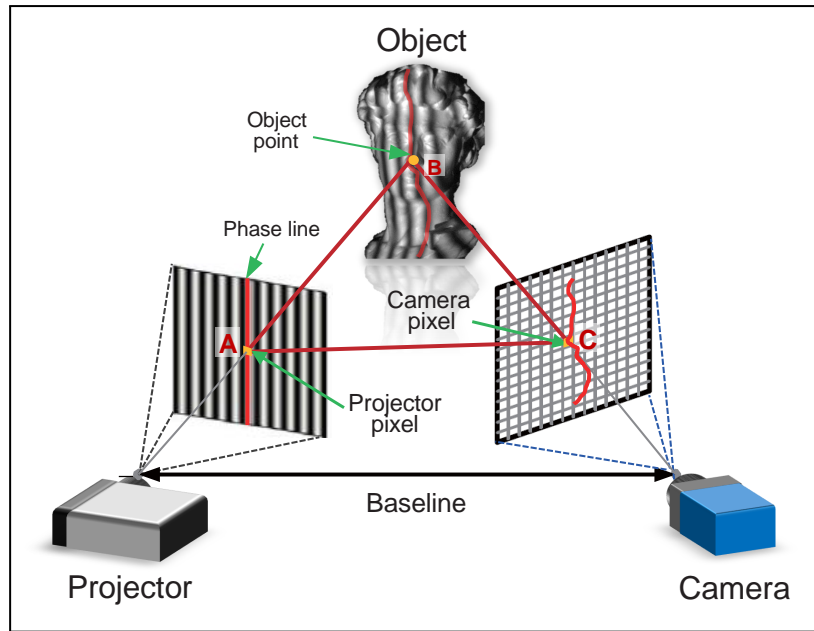 Object
Object
point
B
Phase line
Camera
pixel
A
C
Projector
pixel
Baseline
Projector
Camera